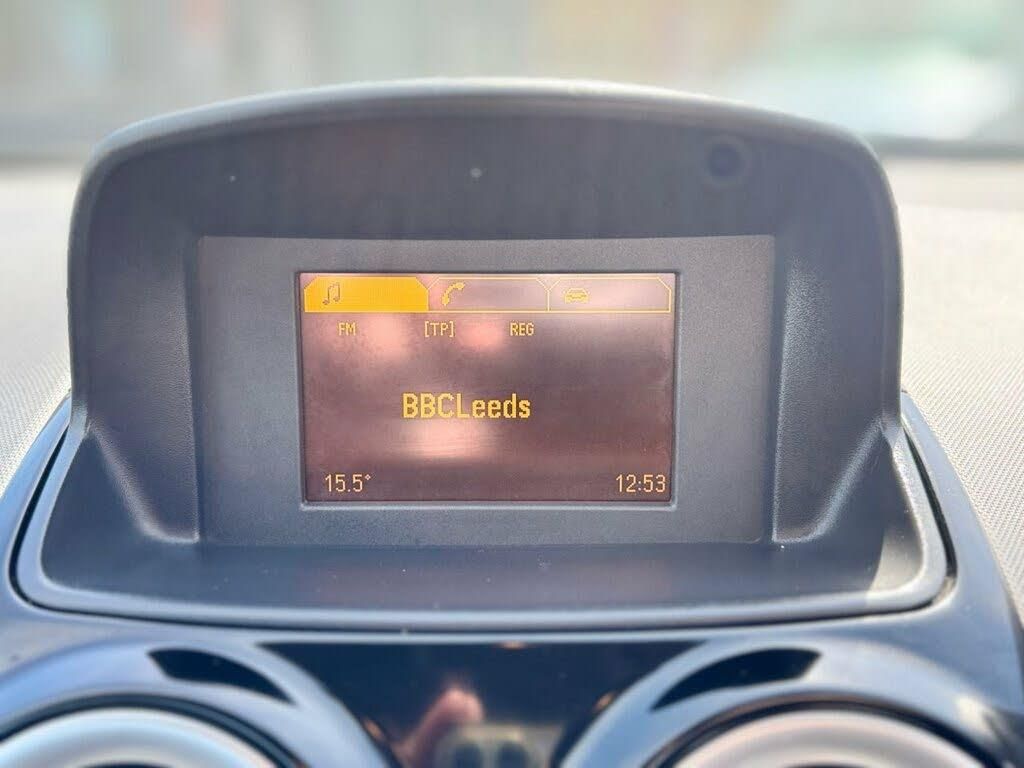 FM [TP] REG
BBCLeeds
15.5° 12:53